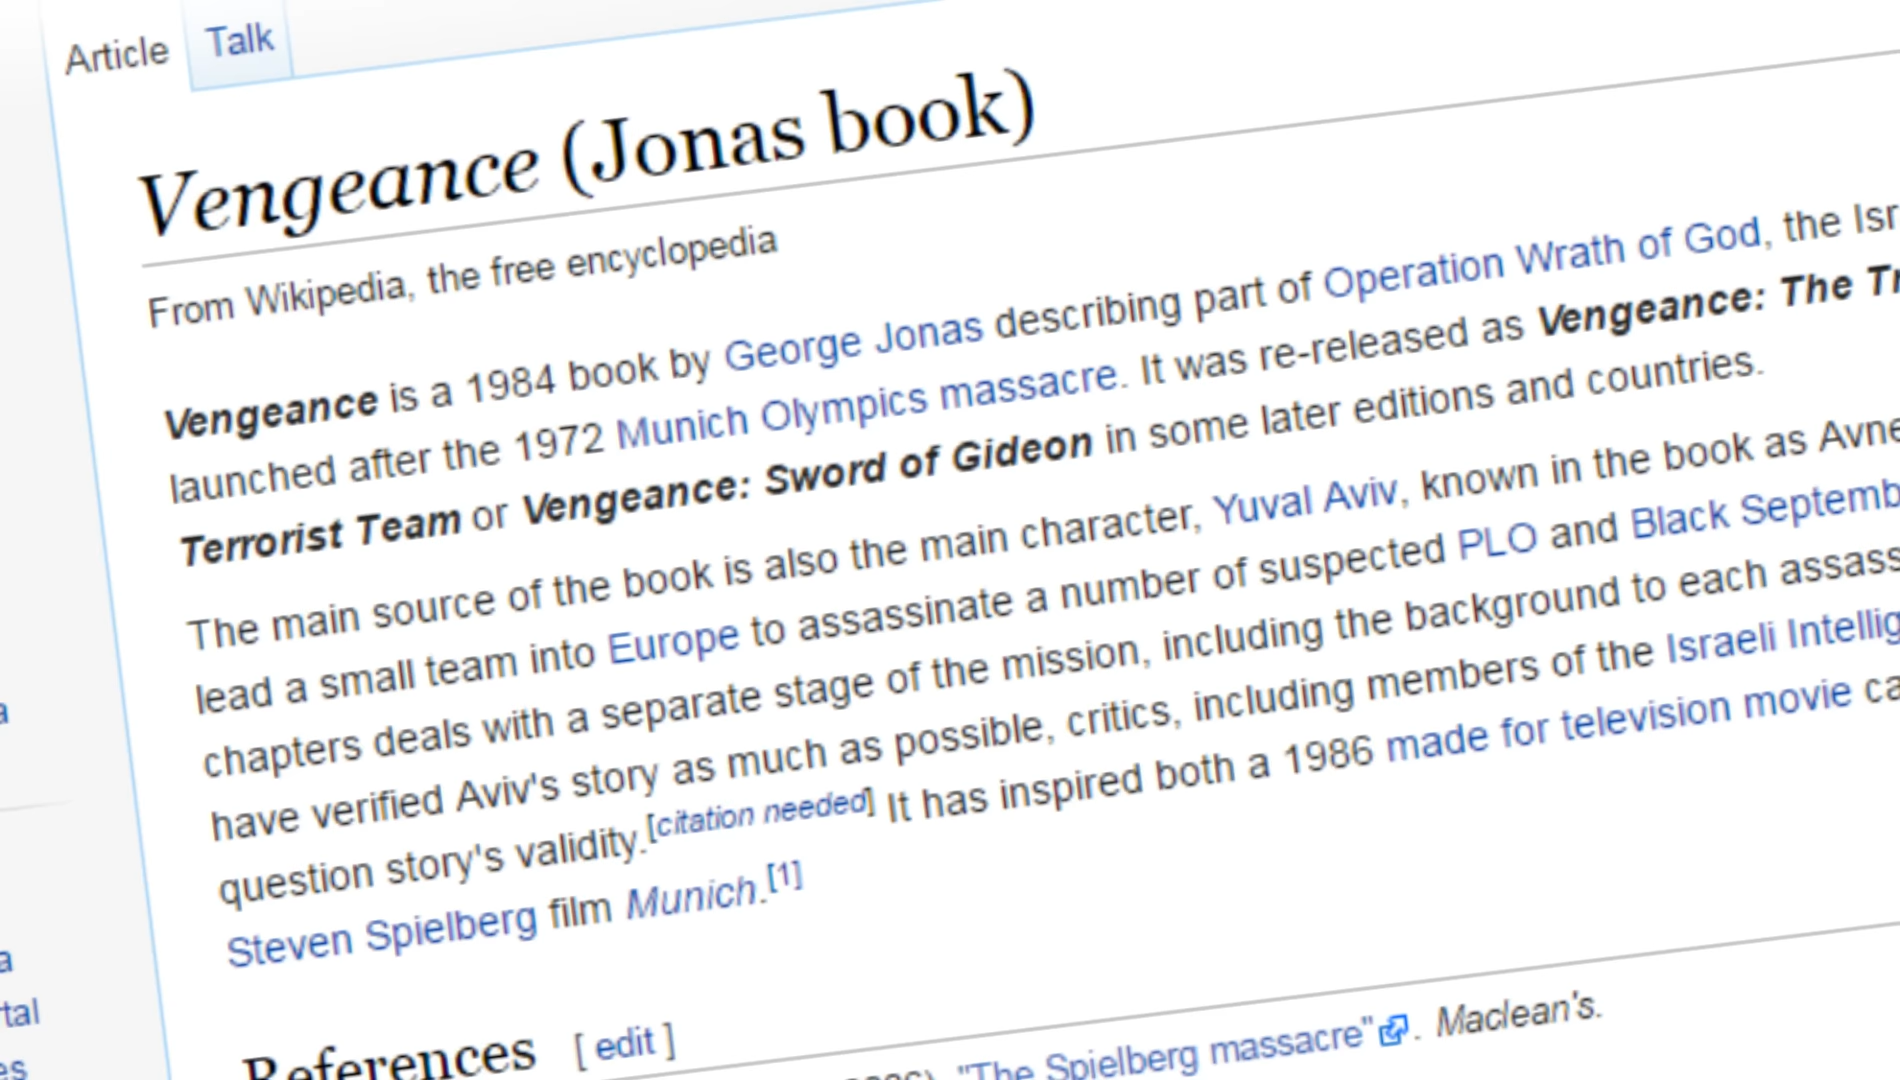 Article Talk
Vengeance (Jonas book)
From Wikipedia, the free encyclopedia
Vengeance is a 1984 book by George Jonas describing part of Operation Wrath of God, the
launched after the 1972 Munich Olympics massacre. It was re-released as Vengeance: The
Terrorist Team or Vengeance: Sword of Gideon in some later editions and countries.
The main source of the book is also the main character, Yuval Aviv, known in the book as
lead a small team into Europe to assassinate a number of suspected PLO and Black
chapters deals with a separate stage of the mission, including the background to each
have verified Aviv's story as much as possible, critics, including members of the Israeli
question story's validity.[citation needed] It has inspired both a 1986 made for television movie
Steven Spielberg film Munich.[1]
References [ edit ]
"The Spielberg massacre". Maclean's.